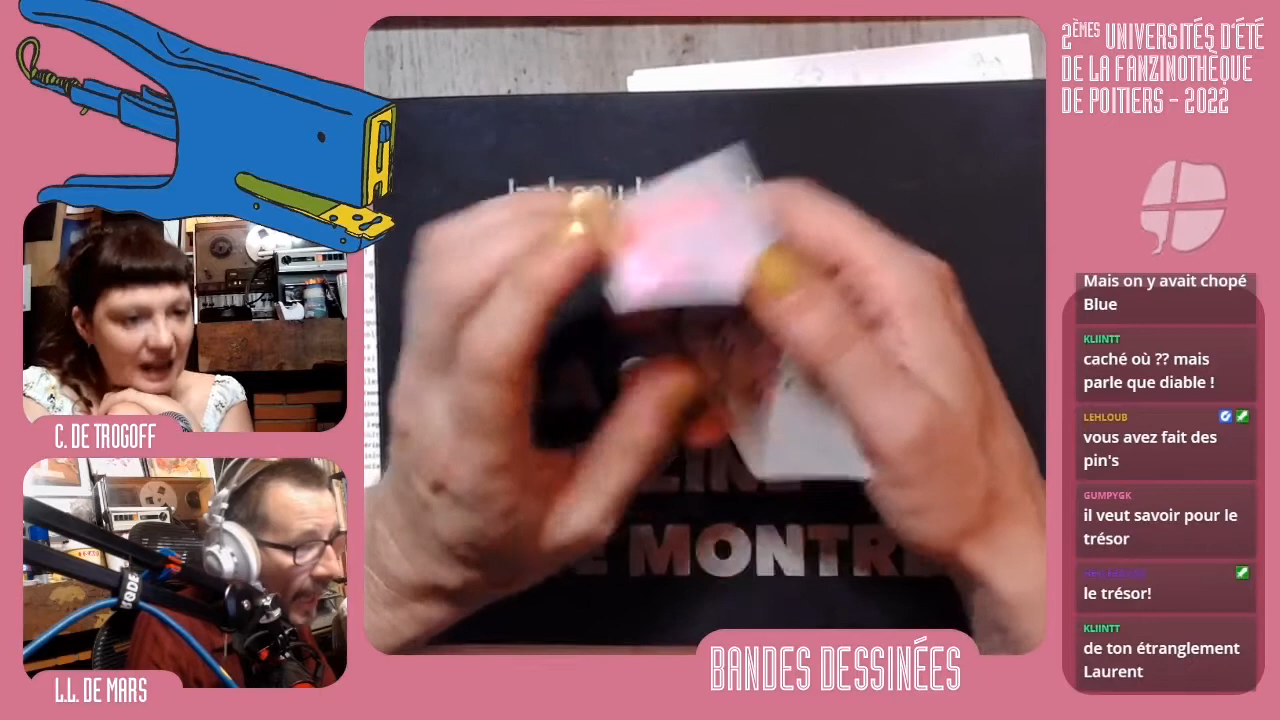 2ÈMES UNIVERSITÉS D'ÉTÉ
DE LA FANZINOTHÈQUE
DE POITIERS - 2022
C. DE TROGOFF
L.L. DE MARS
RØDE
MONTR
BANDES DESSINÉES
Mais on y avait chopé
Blue
KLIINTT
caché où ?? mais
parle que diable !
LEHLOUB
vous avez fait des
pin's
GUMPYGK
il veut savoir pour le
trésor
le trésor!
KLIINTT
de ton étranglement
Laurent